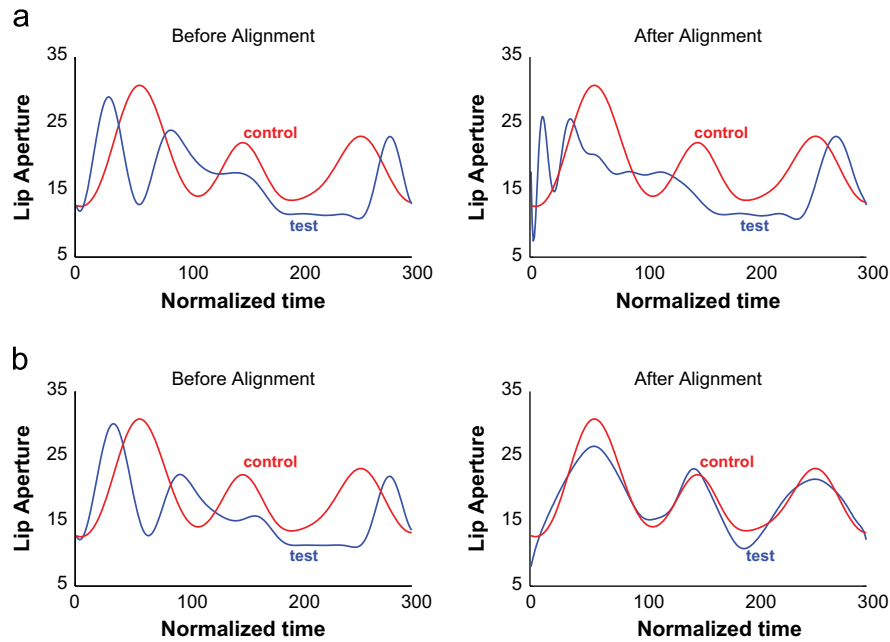 a
Before Alignment
After Alignment
35
25
15
5
Lip Aperture
control
test
0
100
200
300
Normalized time
35
25
15
5
Lip Aperture
control
test
0
100
200
300
Normalized time
b
Before Alignment
After Alignment
35
25
15
5
Lip Aperture
control
test
0
100
200
300
Normalized time
35
25
15
5
Lip Aperture
control
test
0
100
200
300
Normalized time